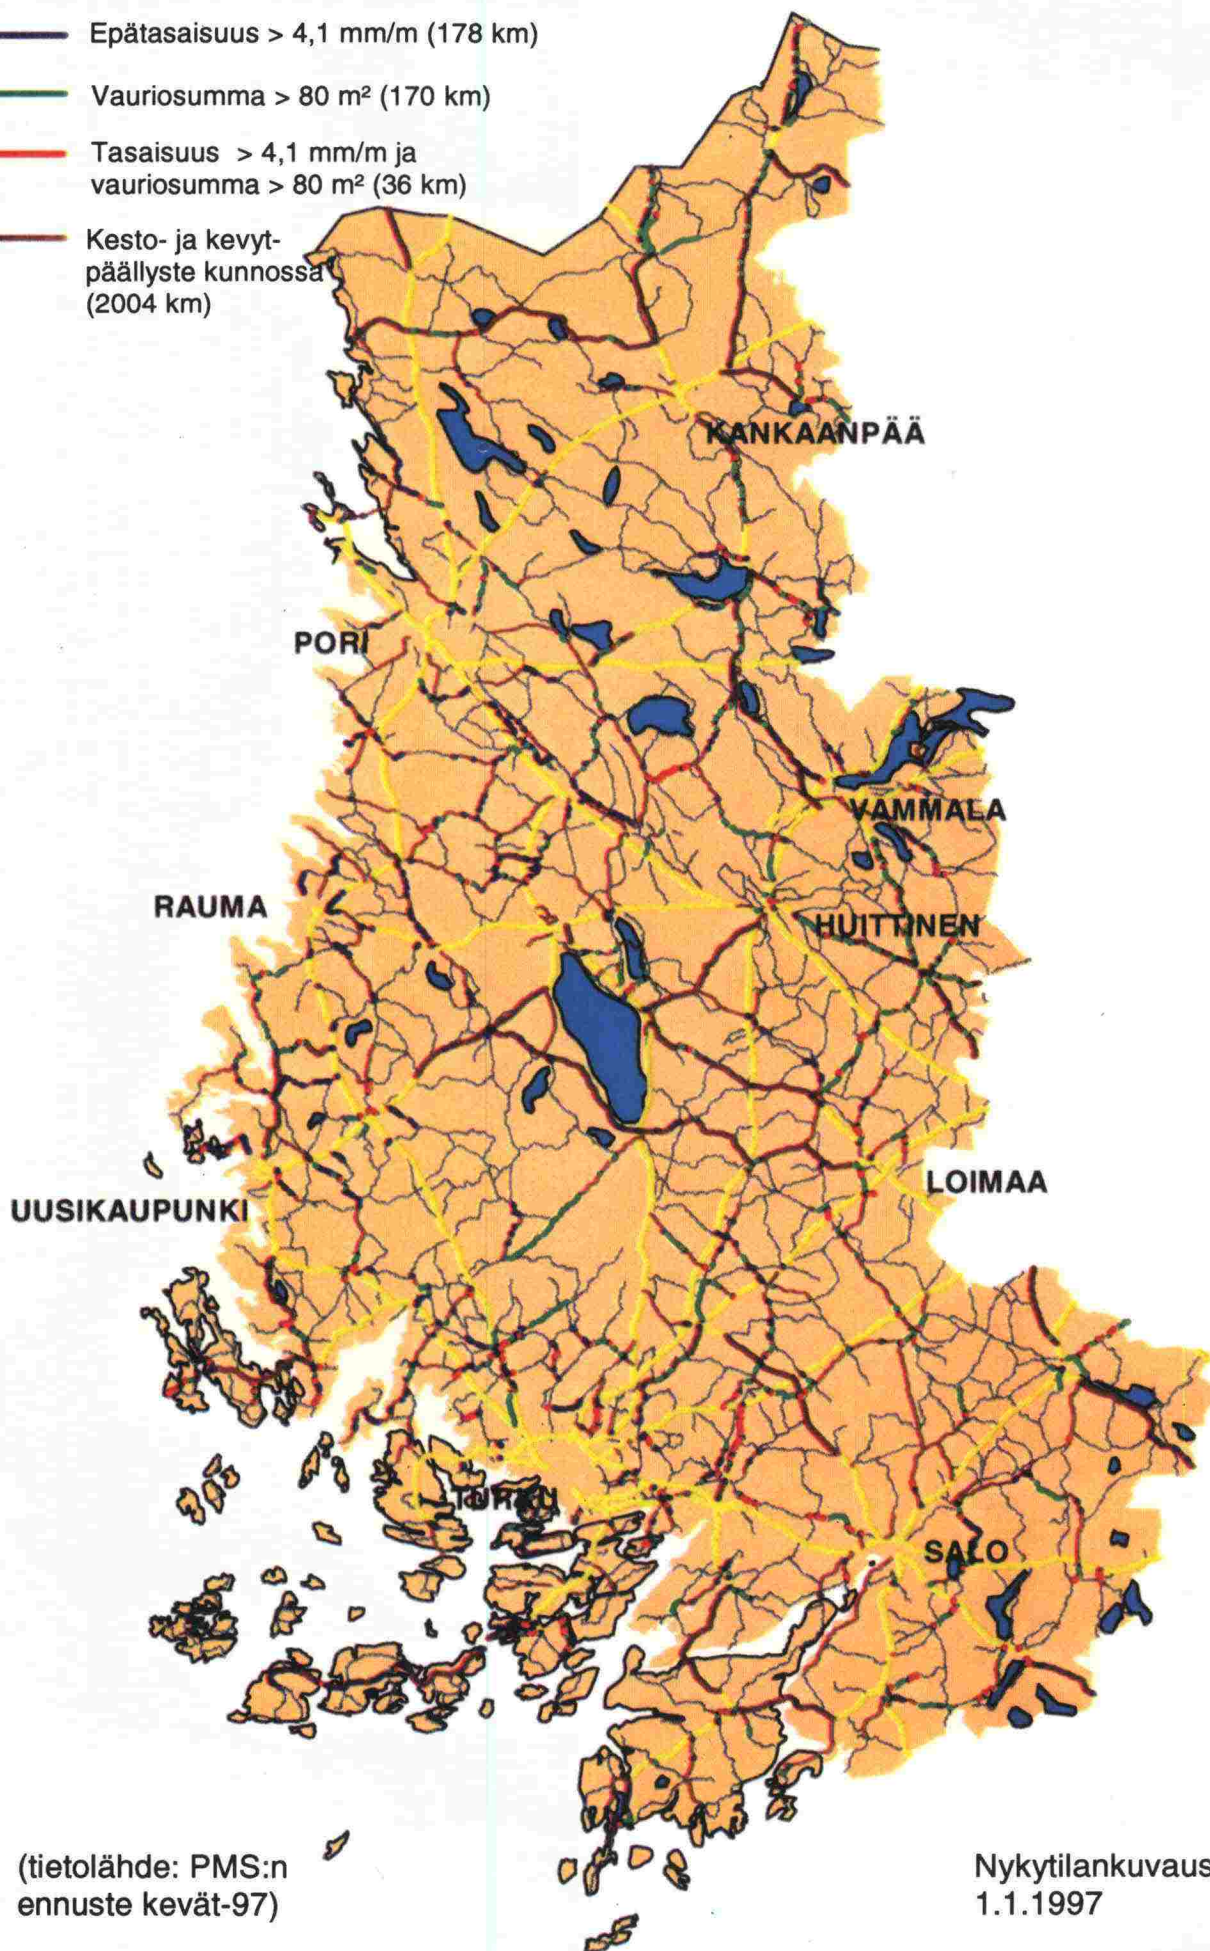 Epätasaisuus > 4,1 mm/m (178 km)
Vauriosumma > 80 m² (170 km)
Tasaisuus > 4,1 mm/m ja
vauriosumma > 80 m² (36 km)
Kesto- ja kevyt-
päällyste kunnossa
(2004 km)
KANKAANPÄÄ
PORI
VAMMALA
RAUMA
HUITTINEN
LOIMAA
UUSIKAUPUNKI
TURKU
SALO
(tietolähde: PMS:n
ennuste kevät-97)
Nykytilankuvaus
1.1.1997